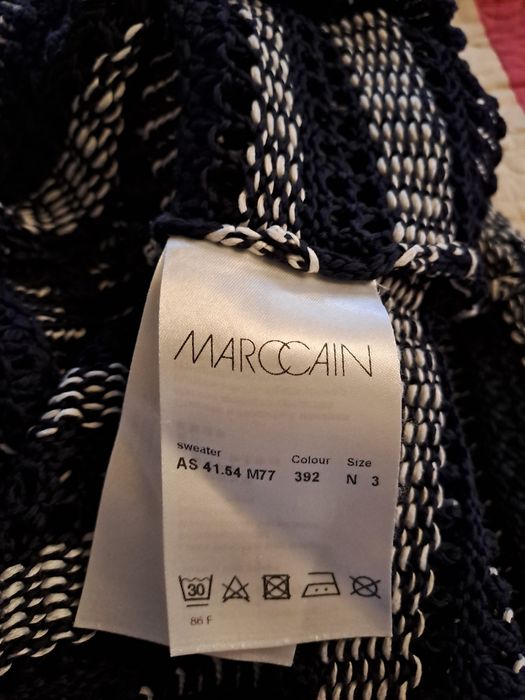 MARCCAIN
sweater
AS 41.54 M77
Colour
392
Size
N 3
30
86 F